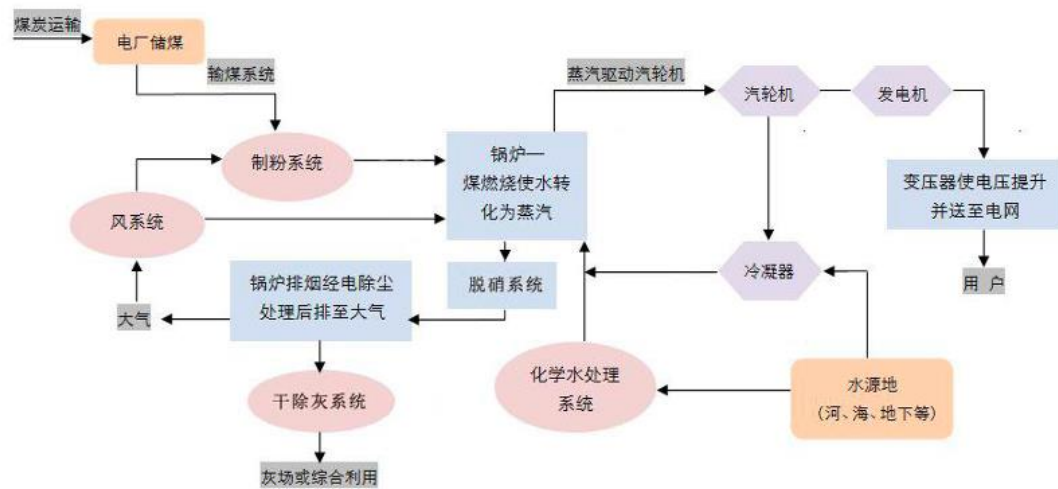 煤炭运输
电厂储煤
输煤系统
蒸汽驱动汽轮机
汽轮机
发电机
制粉系统
锅炉—
煤燃烧使水转
化为蒸汽
变压器使电压提升
并送至电网
风系统
锅炉排烟经电除尘
处理后排至大气
脱硝系统
冷凝器
用 户
大气
化学水处理
系统
水源地
（河、海、地下等）
干除灰系统
灰场或综合利用